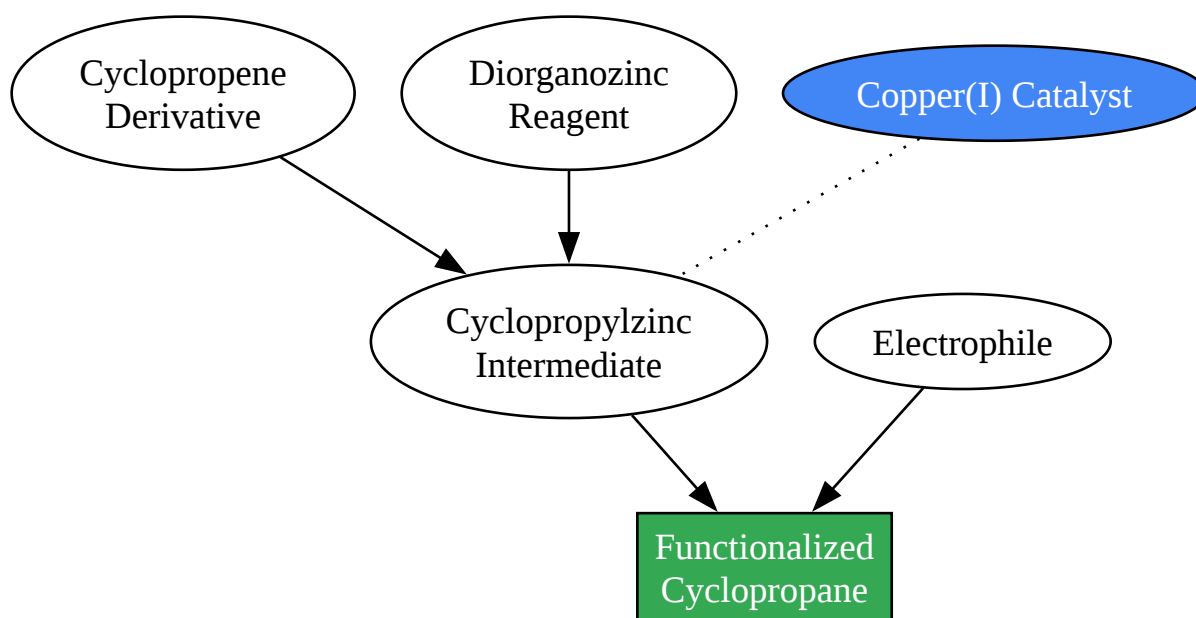 Cyclopropene
Derivative
Diorganozinc
Reagent
Copper(I) Catalyst
Cyclopropylzinc
Intermediate
Electrophile
Functionalized
Cyclopropane